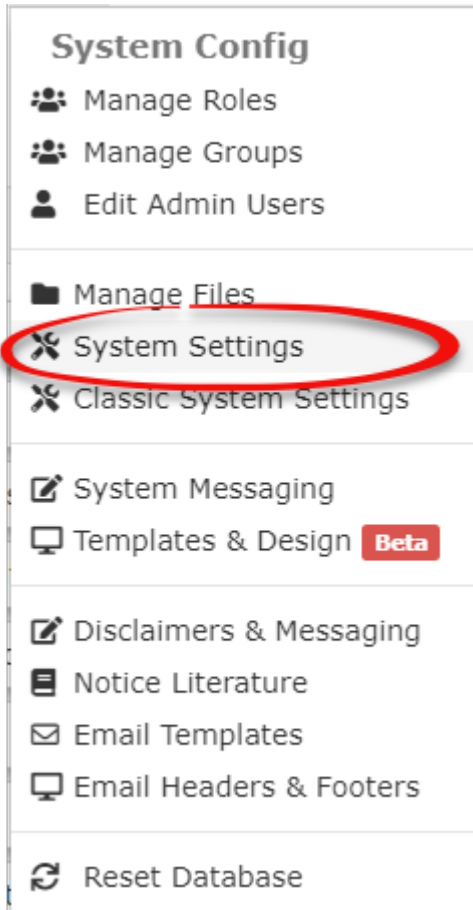 System Config
Manage Roles
Manage Groups
Edit Admin Users
Manage Files
System Settings
Classic System Settings
System Messaging
Templates & Design Beta
Disclaimers & Messaging
Notice Literature
Email Templates
Email Headers & Footers
Reset Database